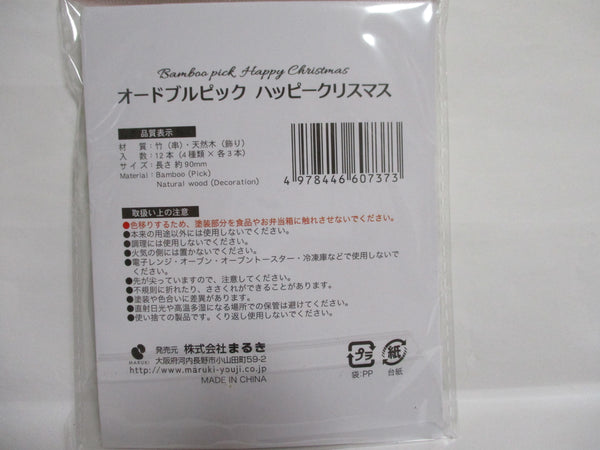 Bamboo pick Happy Christmas
オードブルピック ハッピークリスマス
品質表示
材 質：竹（串）・天然木（飾り）
入 数：12本（4種類×各3本）
サイズ：長さ 約90mm
Material : Bamboo (Pick)
Natural wood (Decoration)
4 978446 607373
取扱い上の注意
●色移りするため、塗装部分を食品やお弁当箱に触れさせないでください。
●本来の用途以外には使用しないでください。
●調理には使用しないでください。
●火気の側には置かないでください。
●電子レンジ・オーブン・オーブントースター・冷凍庫などで使用しないで
ください。
●先が尖っていますので、注意してください。
●不規則に折れたり、ささくれができることがあります。
●塗装や色合いに差異があります。
●直射日光や高温多湿になる場所での保管は避けてください。
●使い捨ての製品です。くり返し使用しないでください。
MARUKI
発売元 株式会社 まるき
大阪府河内長野市小山田町59-2
http://www.maruki-youji.co.jp
MADE IN CHINA
プラ
袋:PP
紙
台紙